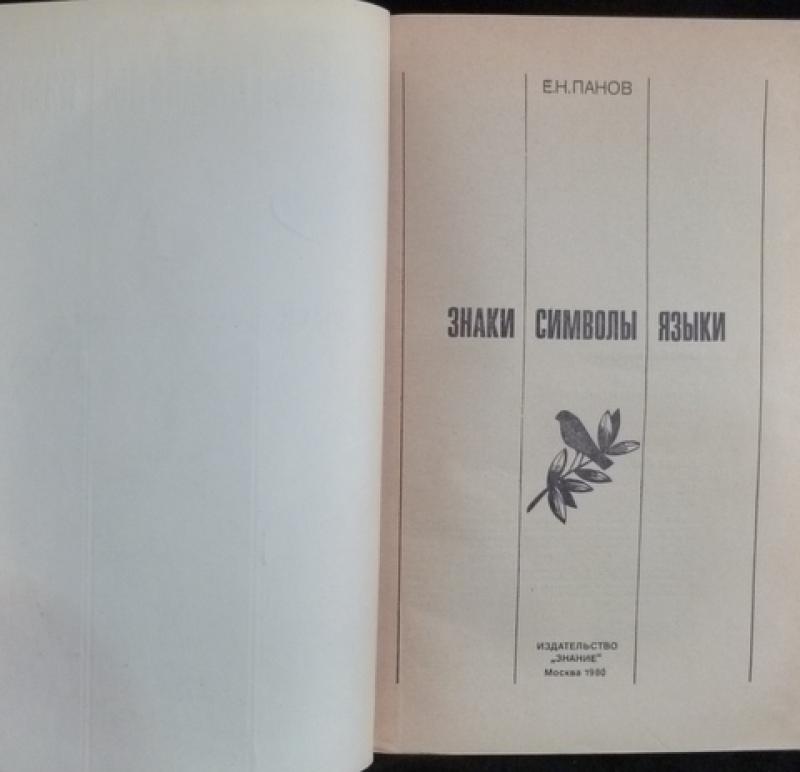 Е.Н.ПАНОВ
ЗНАКИ СИМВОЛЫ ЯЗЫКИ
ИЗДАТЕЛЬСТВО
„ЗНАНИЕ"
Москва 1980